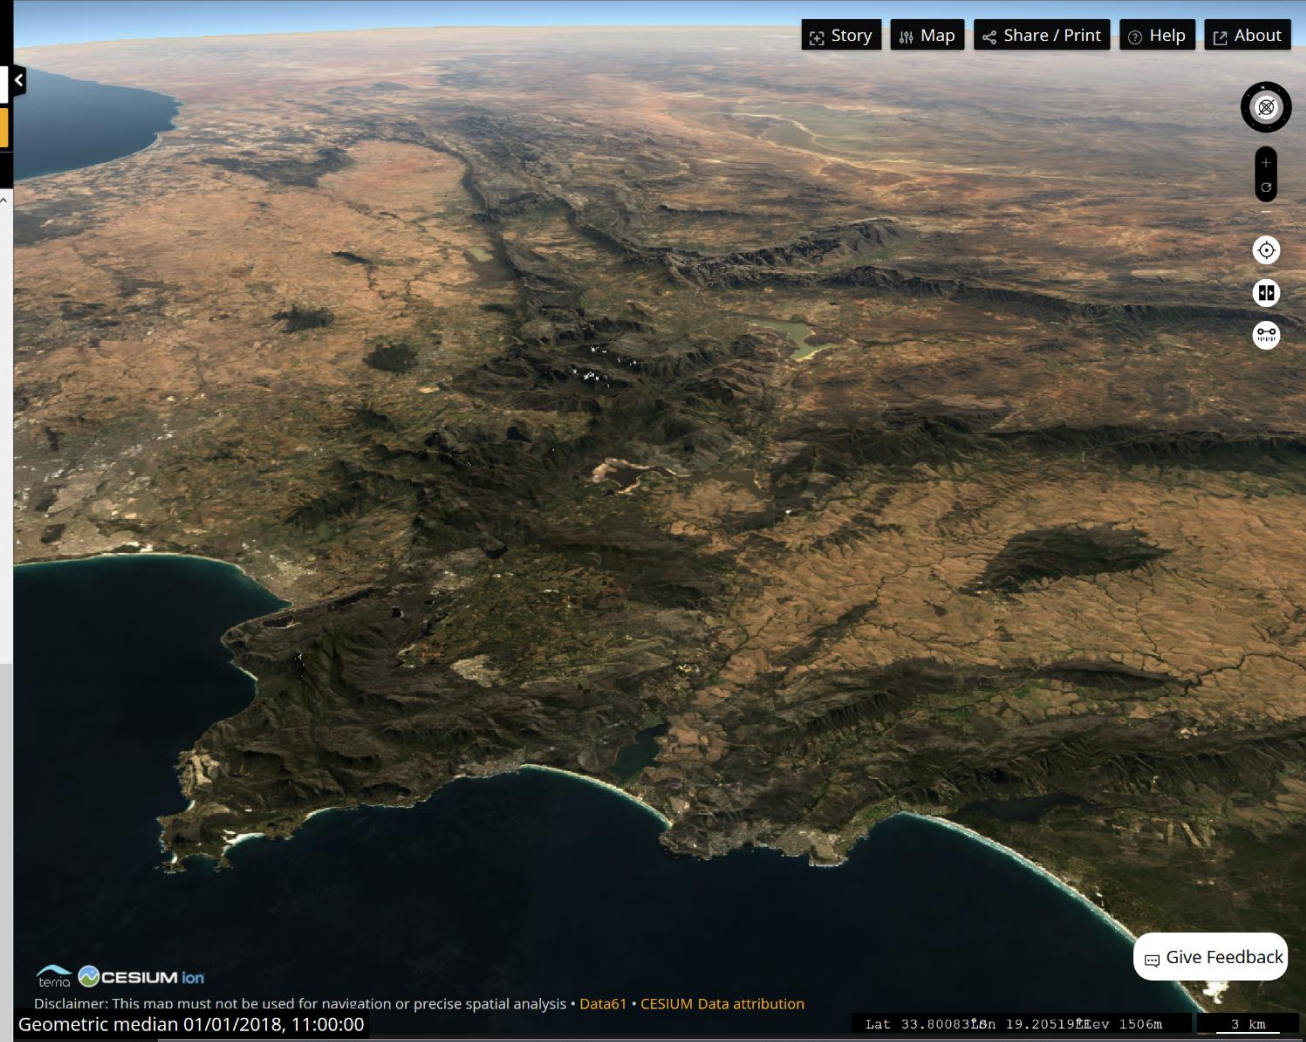 Story
Map
Share / Print
Help
About
Give Feedback
terria
CESIUM ion
Disclaimer: This map must not be used for navigation or precise spatial analysis • Data61 • CESIUM Data attribution
Geometric median 01/01/2018, 11:00:00
Lat 33.80083°S Lon 19.20519°E Elev 1506m
3 km